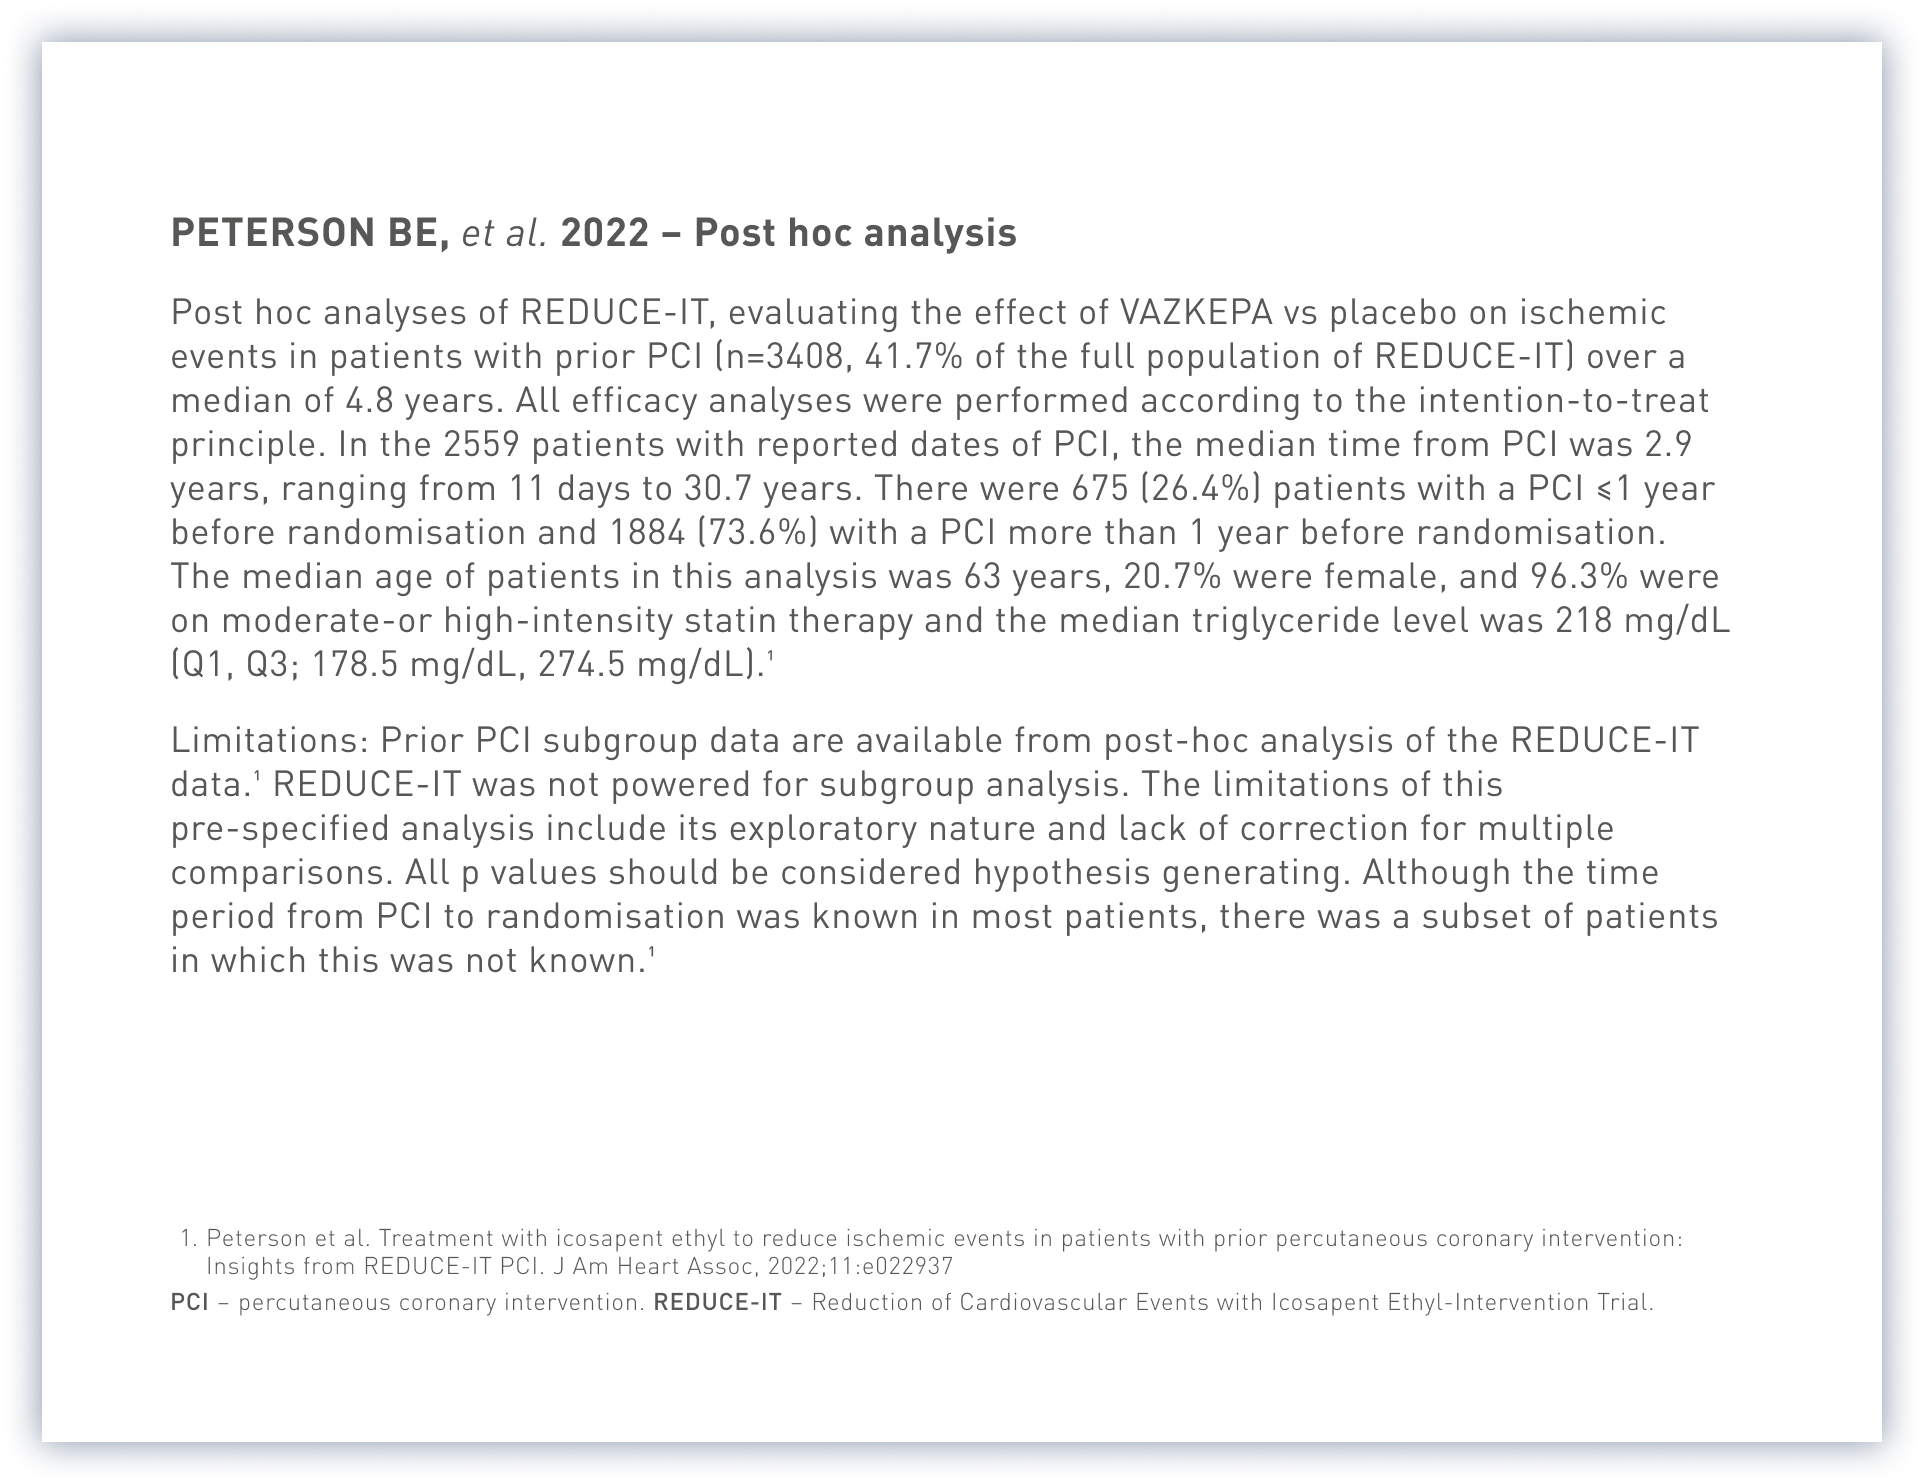 PETERSON BE, et al. 2022 – Post hoc analysis
Post hoc analyses of REDUCE-IT, evaluating the effect of VAZKEPA vs placebo on ischemic
events in patients with prior PCI (n=3408, 41.7% of the full population of REDUCE-IT) over a
median of 4.8 years. All efficacy analyses were performed according to the intention-to-treat
principle. In the 2559 patients with reported dates of PCI, the median time from PCI was 2.9
years, ranging from 11 days to 30.7 years. There were 675 (26.4%) patients with a PCI ⩽1 year
before randomisation and 1884 (73.6%) with a PCI more than 1 year before randomisation.
The median age of patients in this analysis was 63 years, 20.7% were female, and 96.3% were
on moderate-or high-intensity statin therapy and the median triglyceride level was 218 mg/dL
(Q1, Q3; 178.5 mg/dL, 274.5 mg/dL).¹
Limitations: Prior PCI subgroup data are available from post-hoc analysis of the REDUCE-IT
data.¹ REDUCE-IT was not powered for subgroup analysis. The limitations of this
pre-specified analysis include its exploratory nature and lack of correction for multiple
comparisons. All p values should be considered hypothesis generating. Although the time
period from PCI to randomisation was known in most patients, there was a subset of patients
in which this was not known.¹
1. Peterson et al. Treatment with icosapent ethyl to reduce ischemic events in patients with prior percutaneous coronary intervention:
Insights from REDUCE-IT PCI. J Am Heart Assoc, 2022;11:e022937
PCI – percutaneous coronary intervention. REDUCE-IT – Reduction of Cardiovascular Events with Icosapent Ethyl-Intervention Trial.